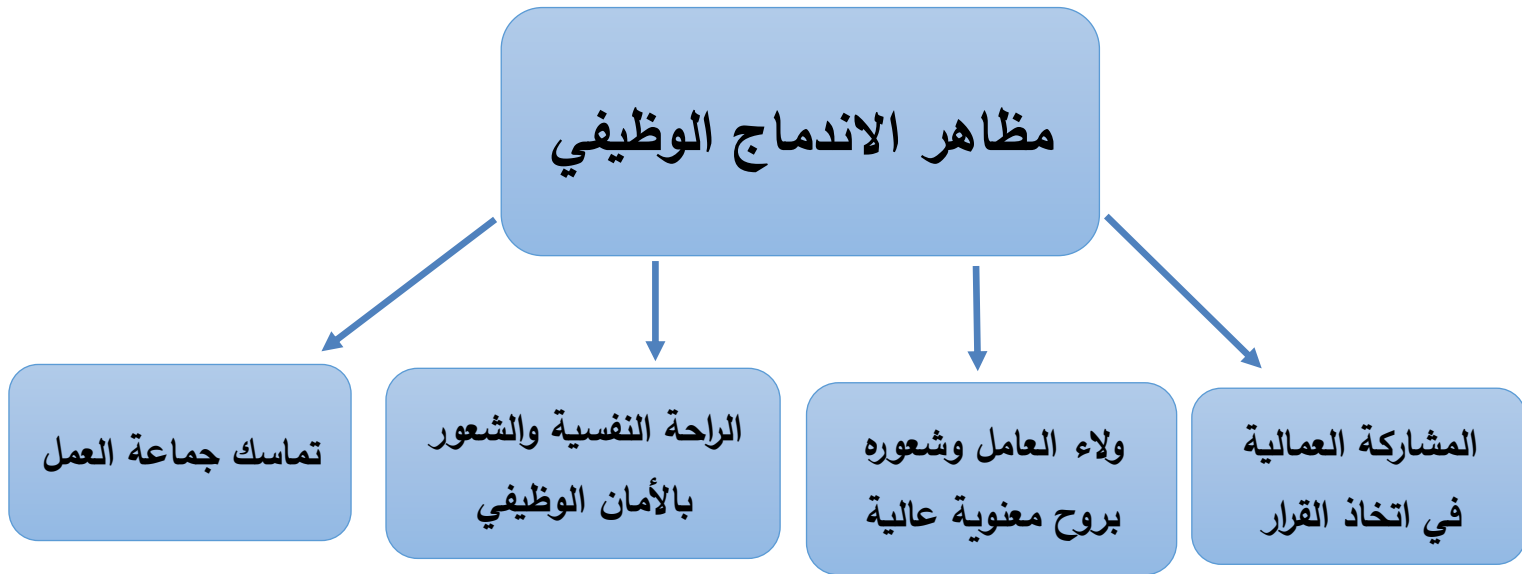 مظاهر الاندماج الوظيفي
المشاركة العمالية
في اتخاذ القرار
ولاء العامل وشعوره
بروح معنوية عالية
الراحة النفسية والشعور
بالأمان الوظيفي
تماسك جماعة العمل